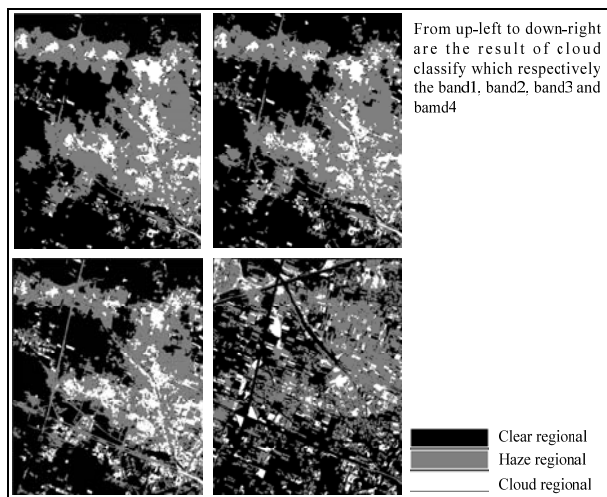 From up-left to down-right
are the result of cloud
classify which respectively
the band1, band2, band3 and
bamd4
Clear regional
Haze regional
Cloud regional